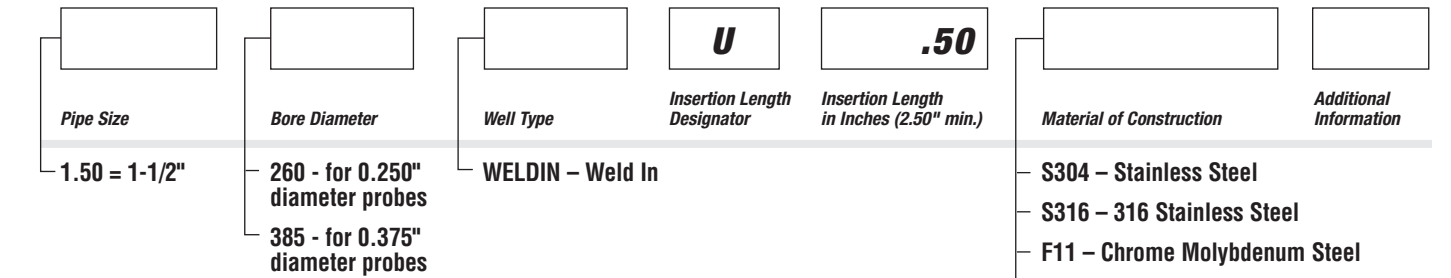 U .50
Pipe Size
Bore Diameter
Well Type
Insertion Length
Designator
Insertion Length
in Inches (2.50" min.)
Material of Construction
Additional
Information
1.50 = 1-1/2"
260 - for 0.250"
diameter probes
385 - for 0.375"
diameter probes
WELDIN – Weld In
S304 – Stainless Steel
S316 – 316 Stainless Steel
F11 – Chrome Molybdenum Steel